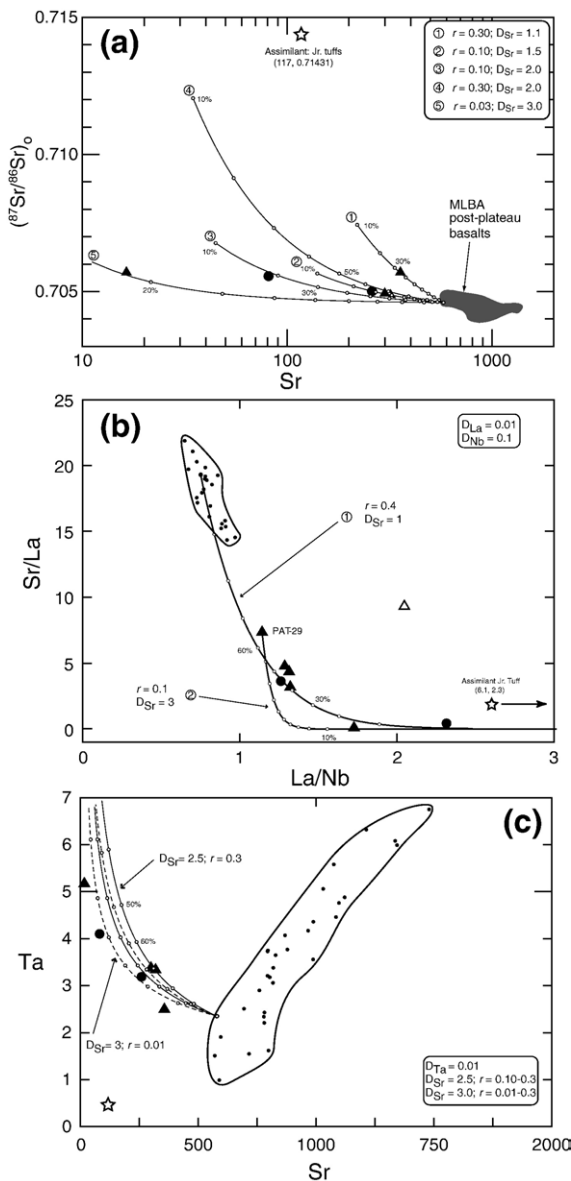 (a)
0.715
0.710
0.705
(87Sr/86Sr)o
Assimilant: Jr. tuffs
(117, 0.71431)
① r = 0.30; DSr = 1.1
② r = 0.10; DSr = 1.5
③ r = 0.10; DSr = 2.0
④ r = 0.30; DSr = 2.0
⑤ r = 0.03; DSr = 3.0
④
10%
①
10%
③
10%
②
10%
50%
30%
30%
⑤
20%
MLBA
post-plateau
basalts
10
100
1000
Sr
(b)
25
20
15
10
5
0
Sr/La
DLa = 0.01
DNb = 0.1
① r = 0.4
DSr = 1
PAT-29
60%
r = 0.1
② DSr = 3
30%
10%
Assimilant Jr. Tuff
(6.1, 2.3)
0
1
2
3
La/Nb
(c)
7
6
5
4
3
2
1
0
Ta
DSr= 2.5; r = 0.3
50%
60%
DSr= 3; r = 0.01
DTa = 0.01
DSr = 2.5; r = 0.10-0.3
DSr = 3.0; r = 0.01-0.3
0
250
500
1000
750
2000
Sr